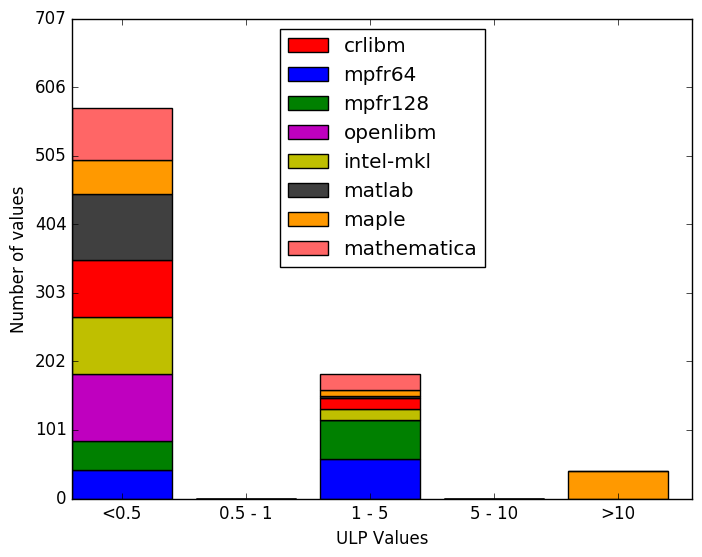 707
606
505
404
303
202
101
0
Number of values
crlibm
mpfr64
mpfr128
openlibm
intel-mkl
matlab
maple
mathematica
<0.5
0.5 - 1
1 - 5
5 - 10
>10
ULP Values